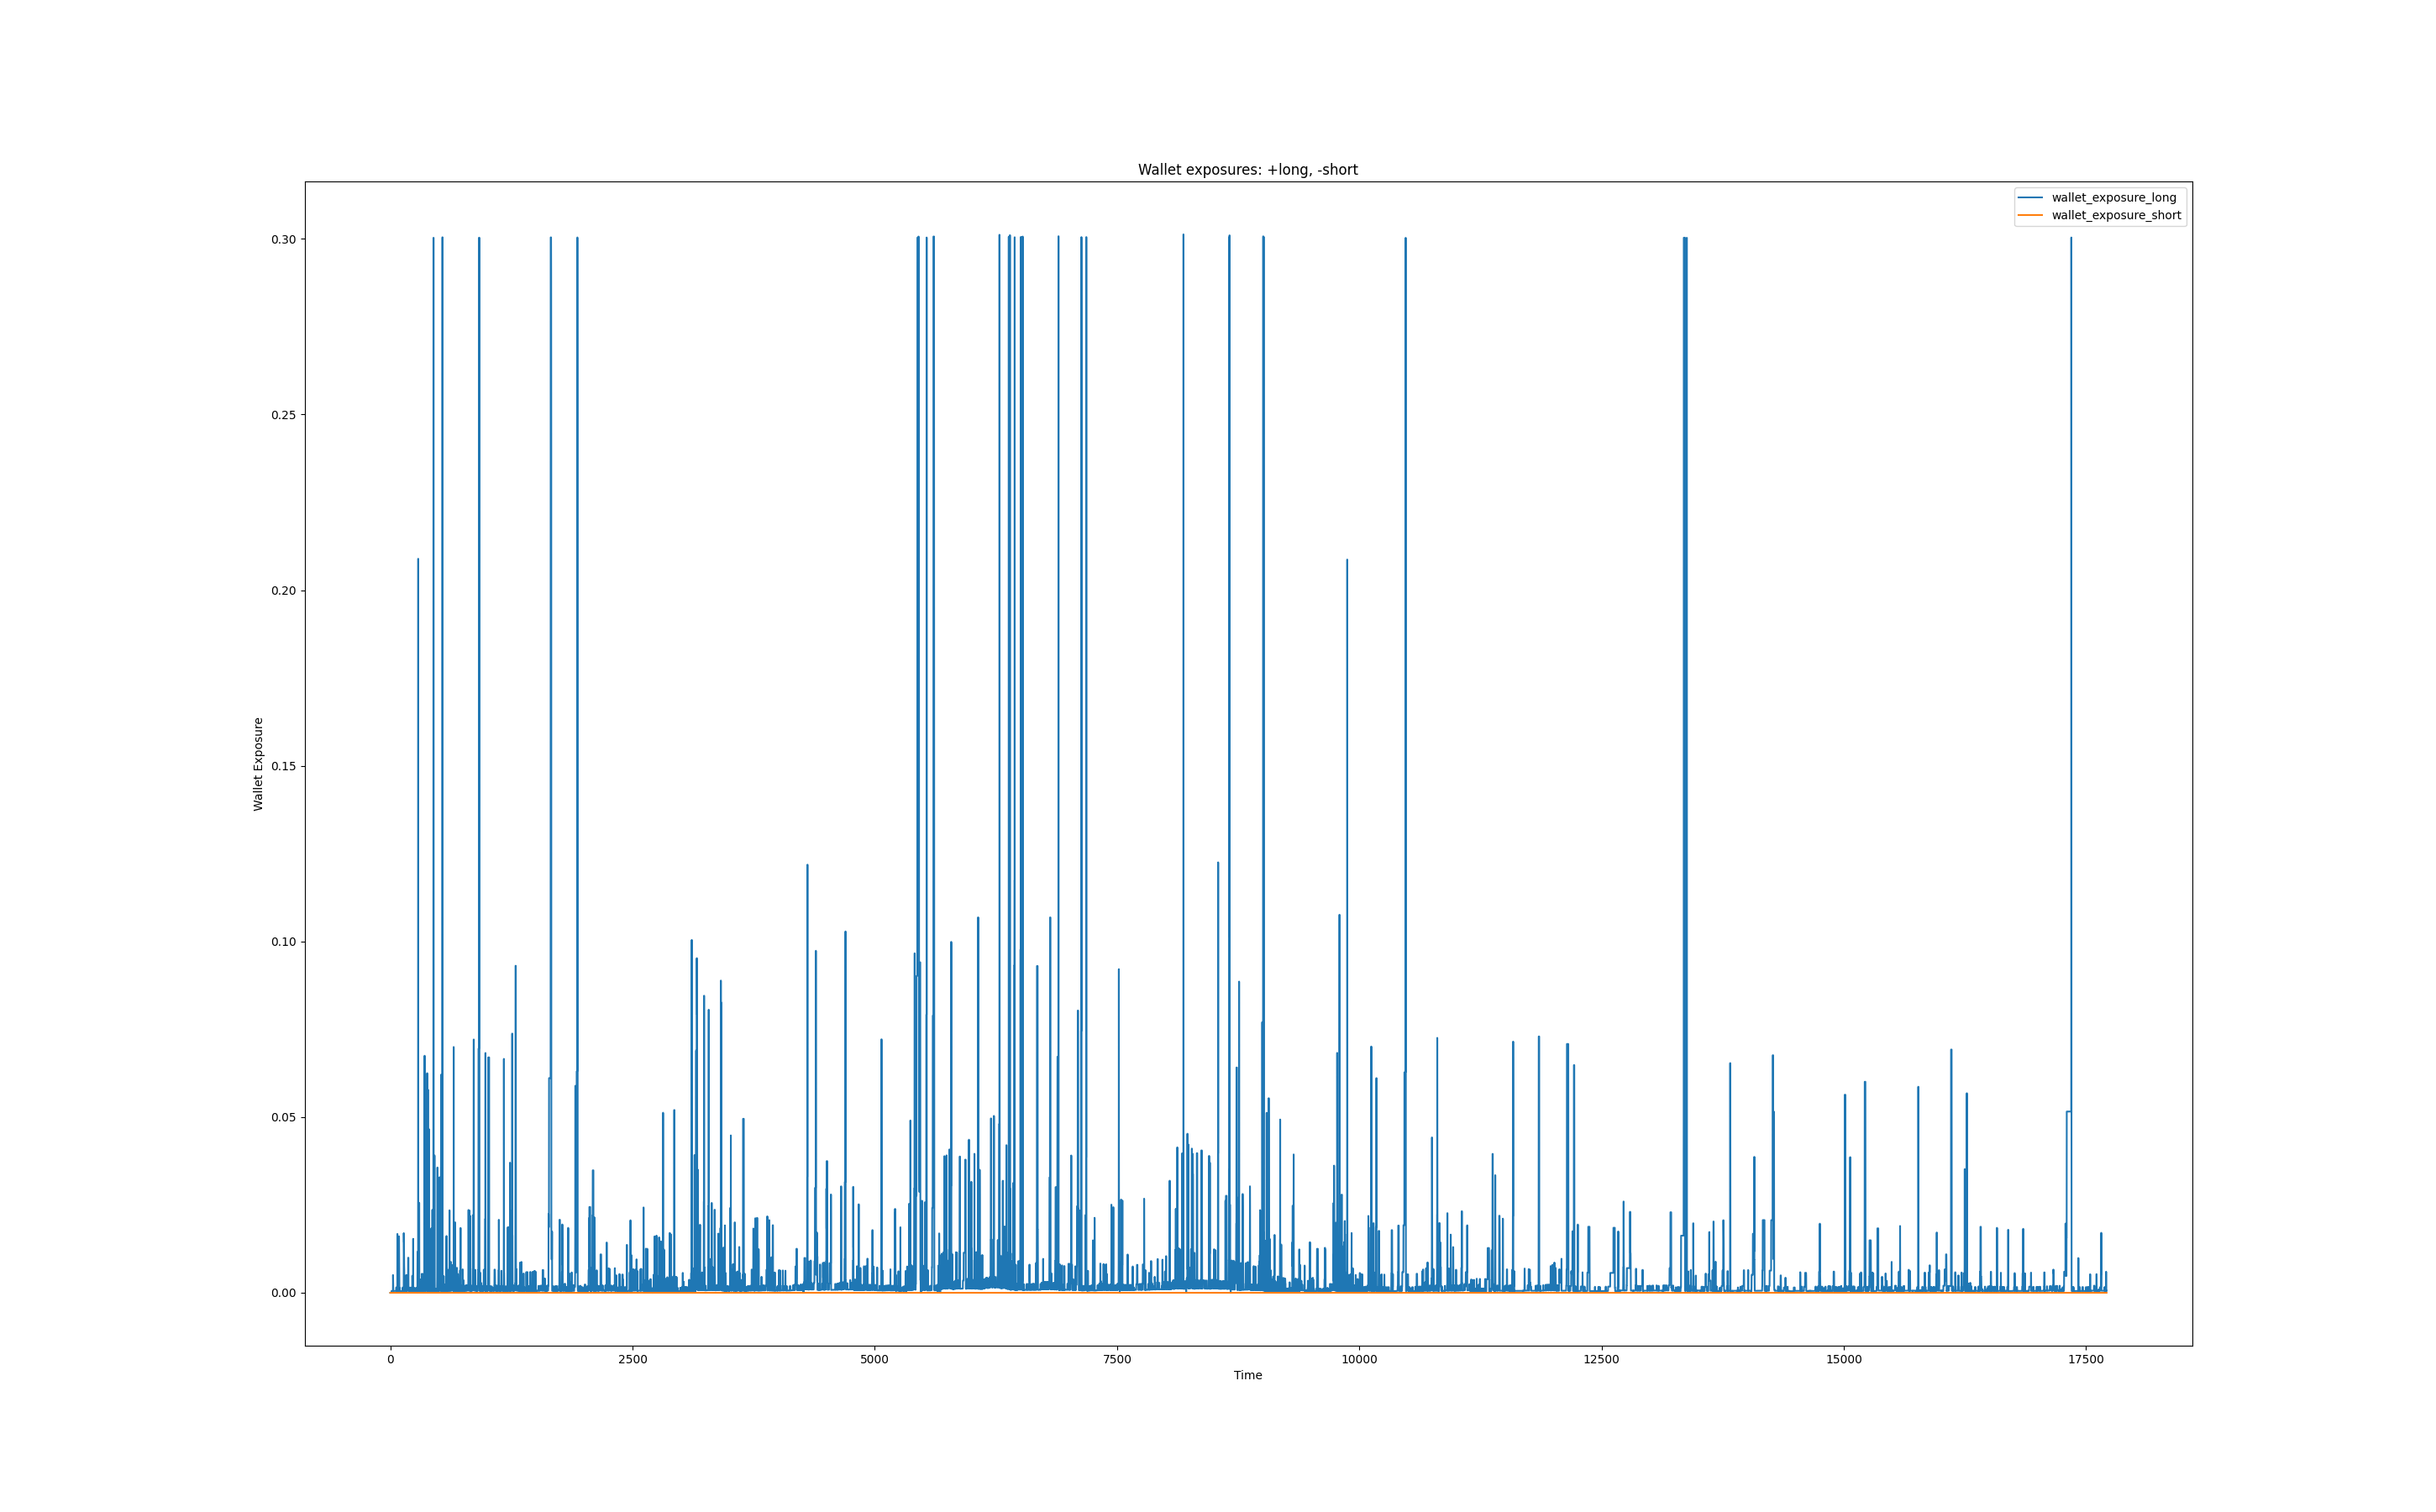 Wallet exposures: +long, -short
wallet_exposure_long
wallet_exposure_short
0.30
0.25
0.20
0.15
0.10
0.05
0.00
Wallet Exposure
0 2500 5000 7500 10000 12500 15000 17500
Time